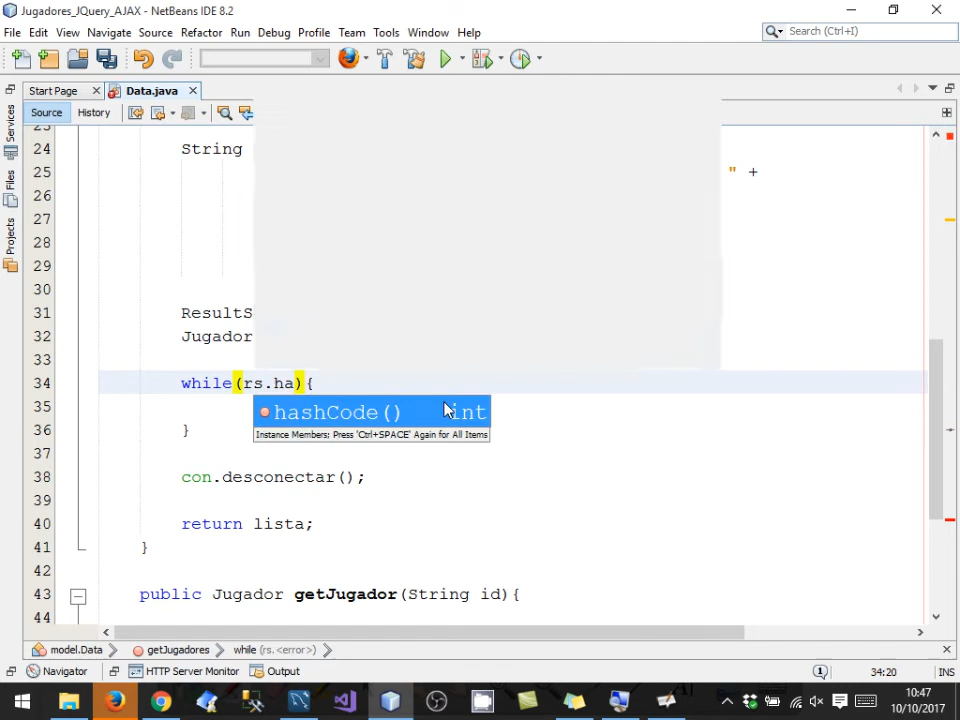 Jugadores_JQuery_AJAX - NetBeans IDE 8.2
File Edit View Navigate Source Refactor Run Debug Profile Team Tools Window Help
Search (Ctrl+I)
Start Page Data.java
Source History
Services
Files
Projects
23
24 String
25 " +
26
27
28
29
30
31 ResultS
32 Jugador
33
34 while(rs.ha){
35 hashCode() int
Instance Members; Press 'Ctrl+SPACE' Again for All Items
36 }
37
38 con.desconectar();
39
40 return lista;
41 }
42
43 public Jugador getJugador(String id){
44
model.Data getJugadores while (rs.<error>)
Navigator HTTP Server Monitor Output 1 34:20 INS
10:47
10/10/2017